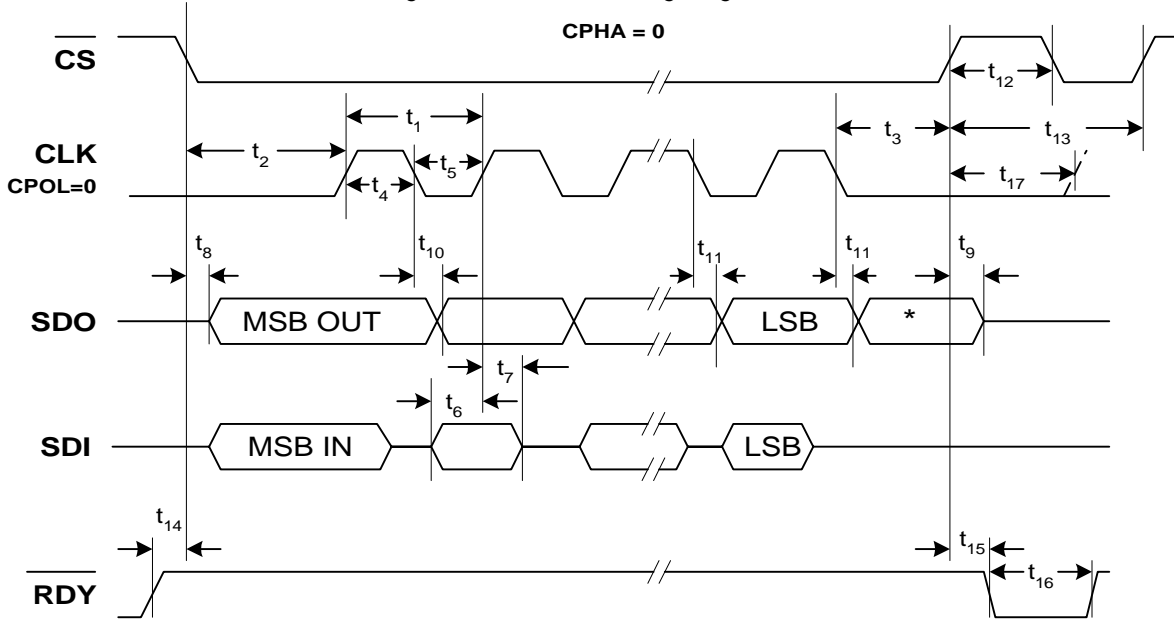 CPHA = 0
CS
t12
t1
t3
t13
CLK
t2
t5
CPOL=0
t4
t17
t8
t10
t11
t11
t9
SDO
MSB OUT
LSB
*
t7
t6
SDI
MSB IN
LSB
t14
t15
t16
RDY